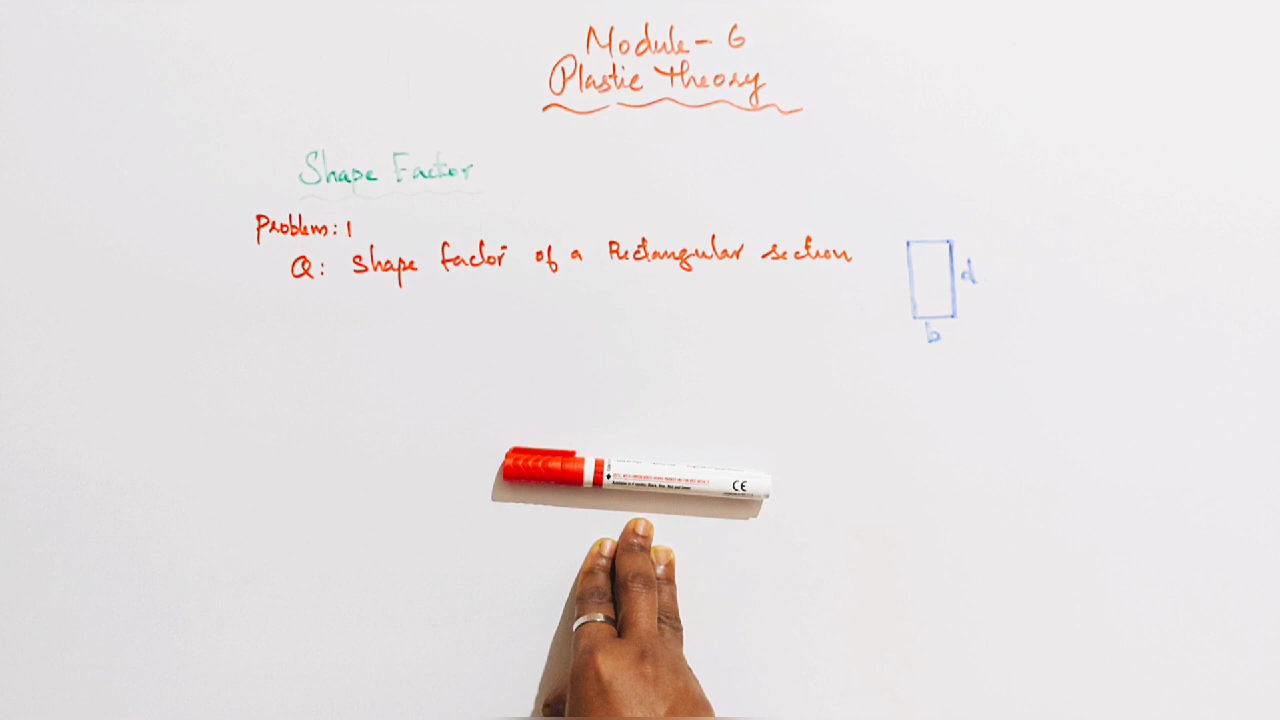 Module - 6
Plastic Theory
Shape Factor
Problem: 1
Q: Shape factor of a Rectangular section
d
b
CE